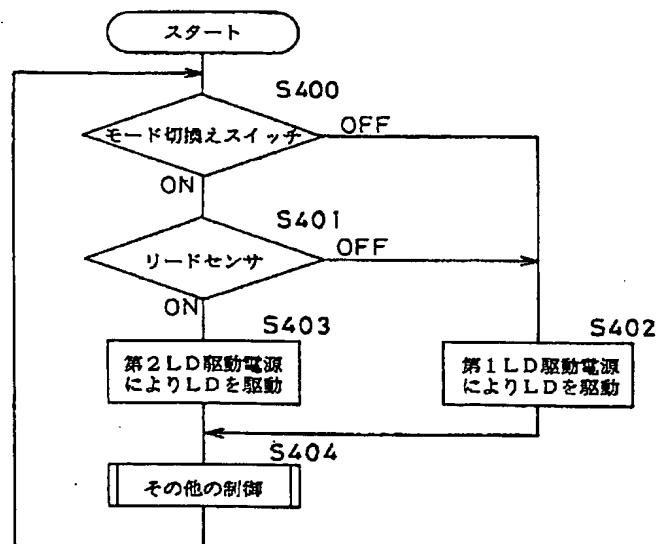 スタート
S400
モード切換えスイッチ
OFF
ON
S401
リードセンサ
OFF
ON
S403
第2LD駆動電源
によりLDを駆動
S402
第1LD駆動電源
によりLDを駆動
S404
その他の制御